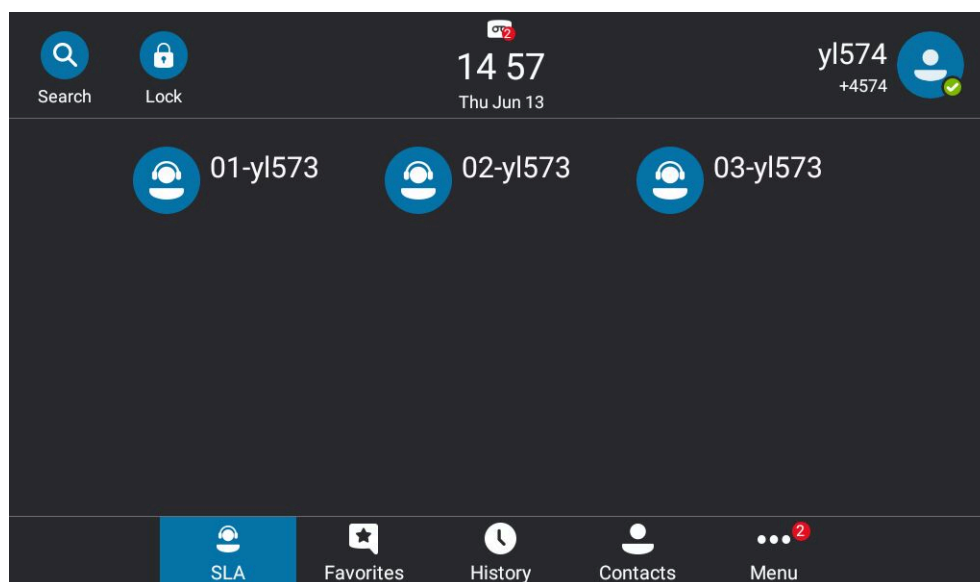 2
14 57
Thu Jun 13
Search
Lock
yl574
+4574
01-yl573
02-yl573
03-yl573
SLA
Favorites
History
Contacts
2
Menu